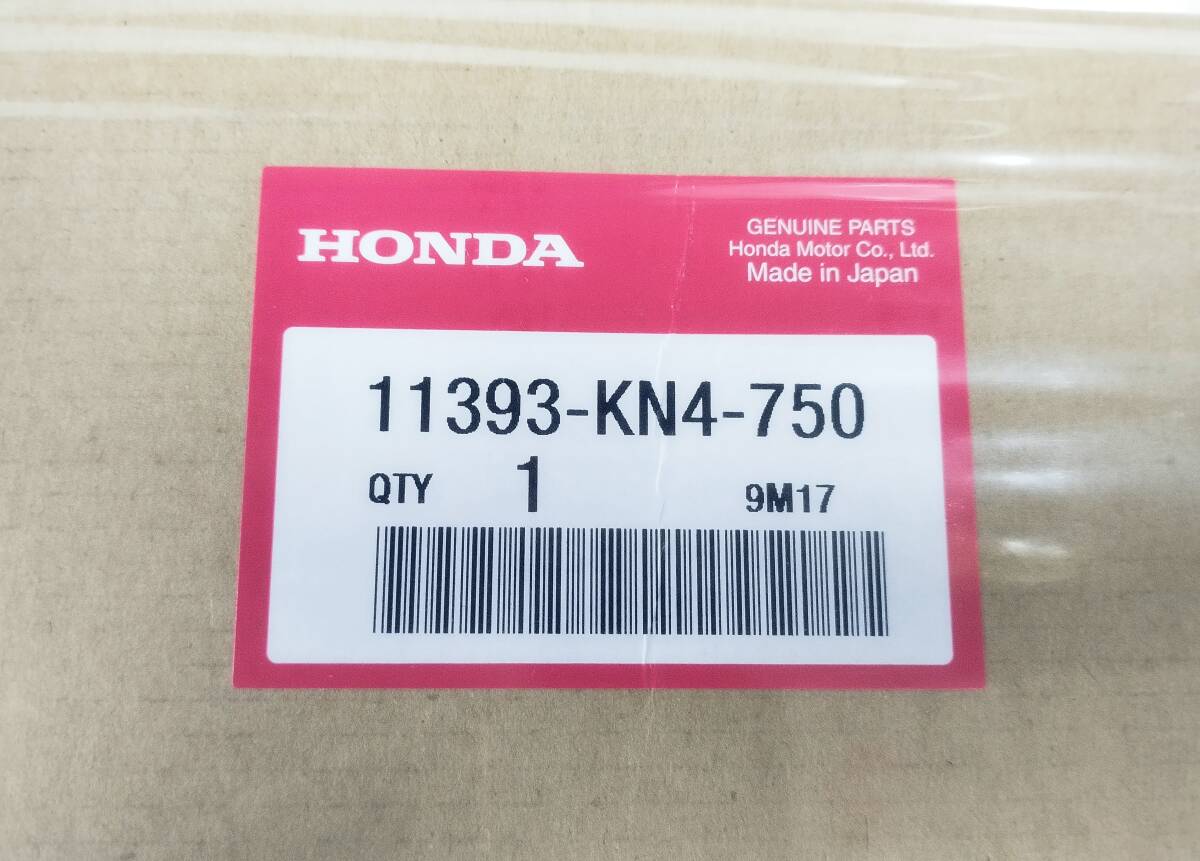 HONDA
GENUINE PARTS
Honda Motor Co., Ltd.
Made in Japan
11393-KN4-750
QTY 1 9M17